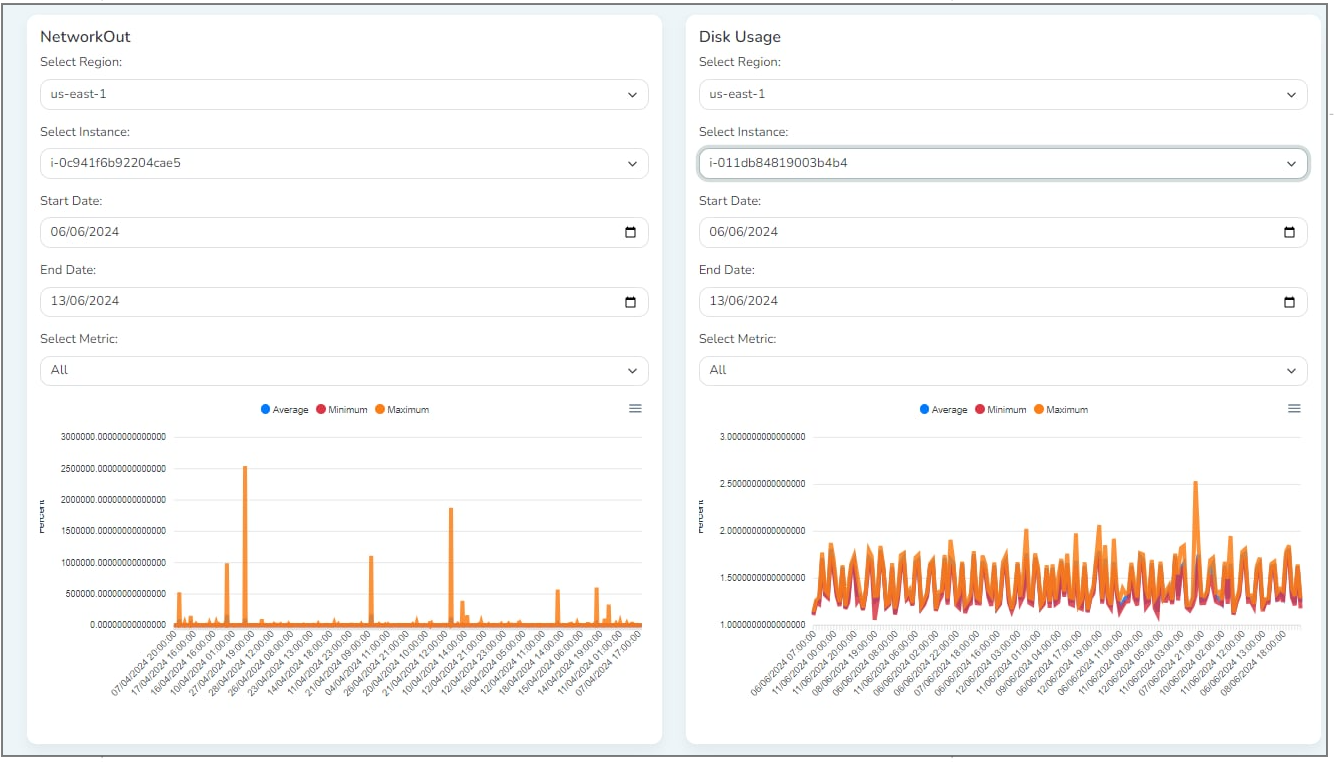 NetworkOut
Select Region:
us-east-1
Select Instance:
i-0c941f6b92204cae5
Start Date:
06/06/2024
End Date:
13/06/2024
Select Metric:
All
Average Minimum Maximum
3000000.00000000000000
2500000.00000000000000
2000000.00000000000000
1500000.00000000000000
1000000.00000000000000
500000.00000000000000
0.00000000000000
Percent
07/04/2024 20:00:00
17/04/2024 16:00:00
16/04/2024 16:00:00
10/04/2024 01:00:00
27/04/2024 19:00:00
28/04/2024 12:00:00
26/04/2024 08:00:00
23/04/2024 13:00:00
14/04/2024 18:00:00
11/04/2024 23:00:00
21/04/2024 09:00:00
04/04/2024 11:00:00
26/04/2024 21:00:00
20/04/2024 10:00:00
21/04/2024 12:00:00
10/04/2024 14:00:00
12/04/2024 21:00:00
12/04/2024 23:00:00
16/04/2024 05:00:00
12/04/2024 11:00:00
18/04/2024 14:00:00
15/04/2024 08:00:00
14/04/2024 19:00:00
11/04/2024 01:00:00
07/04/2024 17:00:00
Disk Usage
Select Region:
us-east-1
Select Instance:
i-011db84819003b4b4
Start Date:
06/06/2024
End Date:
13/06/2024
Select Metric:
All
Average Minimum Maximum
3.0000000000000000
2.5000000000000000
2.0000000000000000
1.5000000000000000
1.0000000000000000
Percent
06/06/2024 07:00:00
11/06/2024 09:00:00
11/06/2024 20:00:00
08/06/2024 19:00:00
11/06/2024 08:00:00
06/06/2024 06:00:00
06/06/2024 02:00:00
06/06/2024 22:00:00
07/06/2024 18:00:00
06/06/2024 16:00:00
12/06/2024 03:00:00
09/06/2024 01:00:00
06/06/2024 04:00:00
06/06/2024 17:00:00
12/06/2024 19:00:00
06/06/2024 11:00:00
11/06/2024 12:00:00
12/06/2024 05:00:00
11/06/2024 03:00:00
07/06/2024 21:00:00
10/06/2024 02:00:00
11/06/2024 12:00:00
06/06/2024 13:00:00
08/06/2024 18:00:00